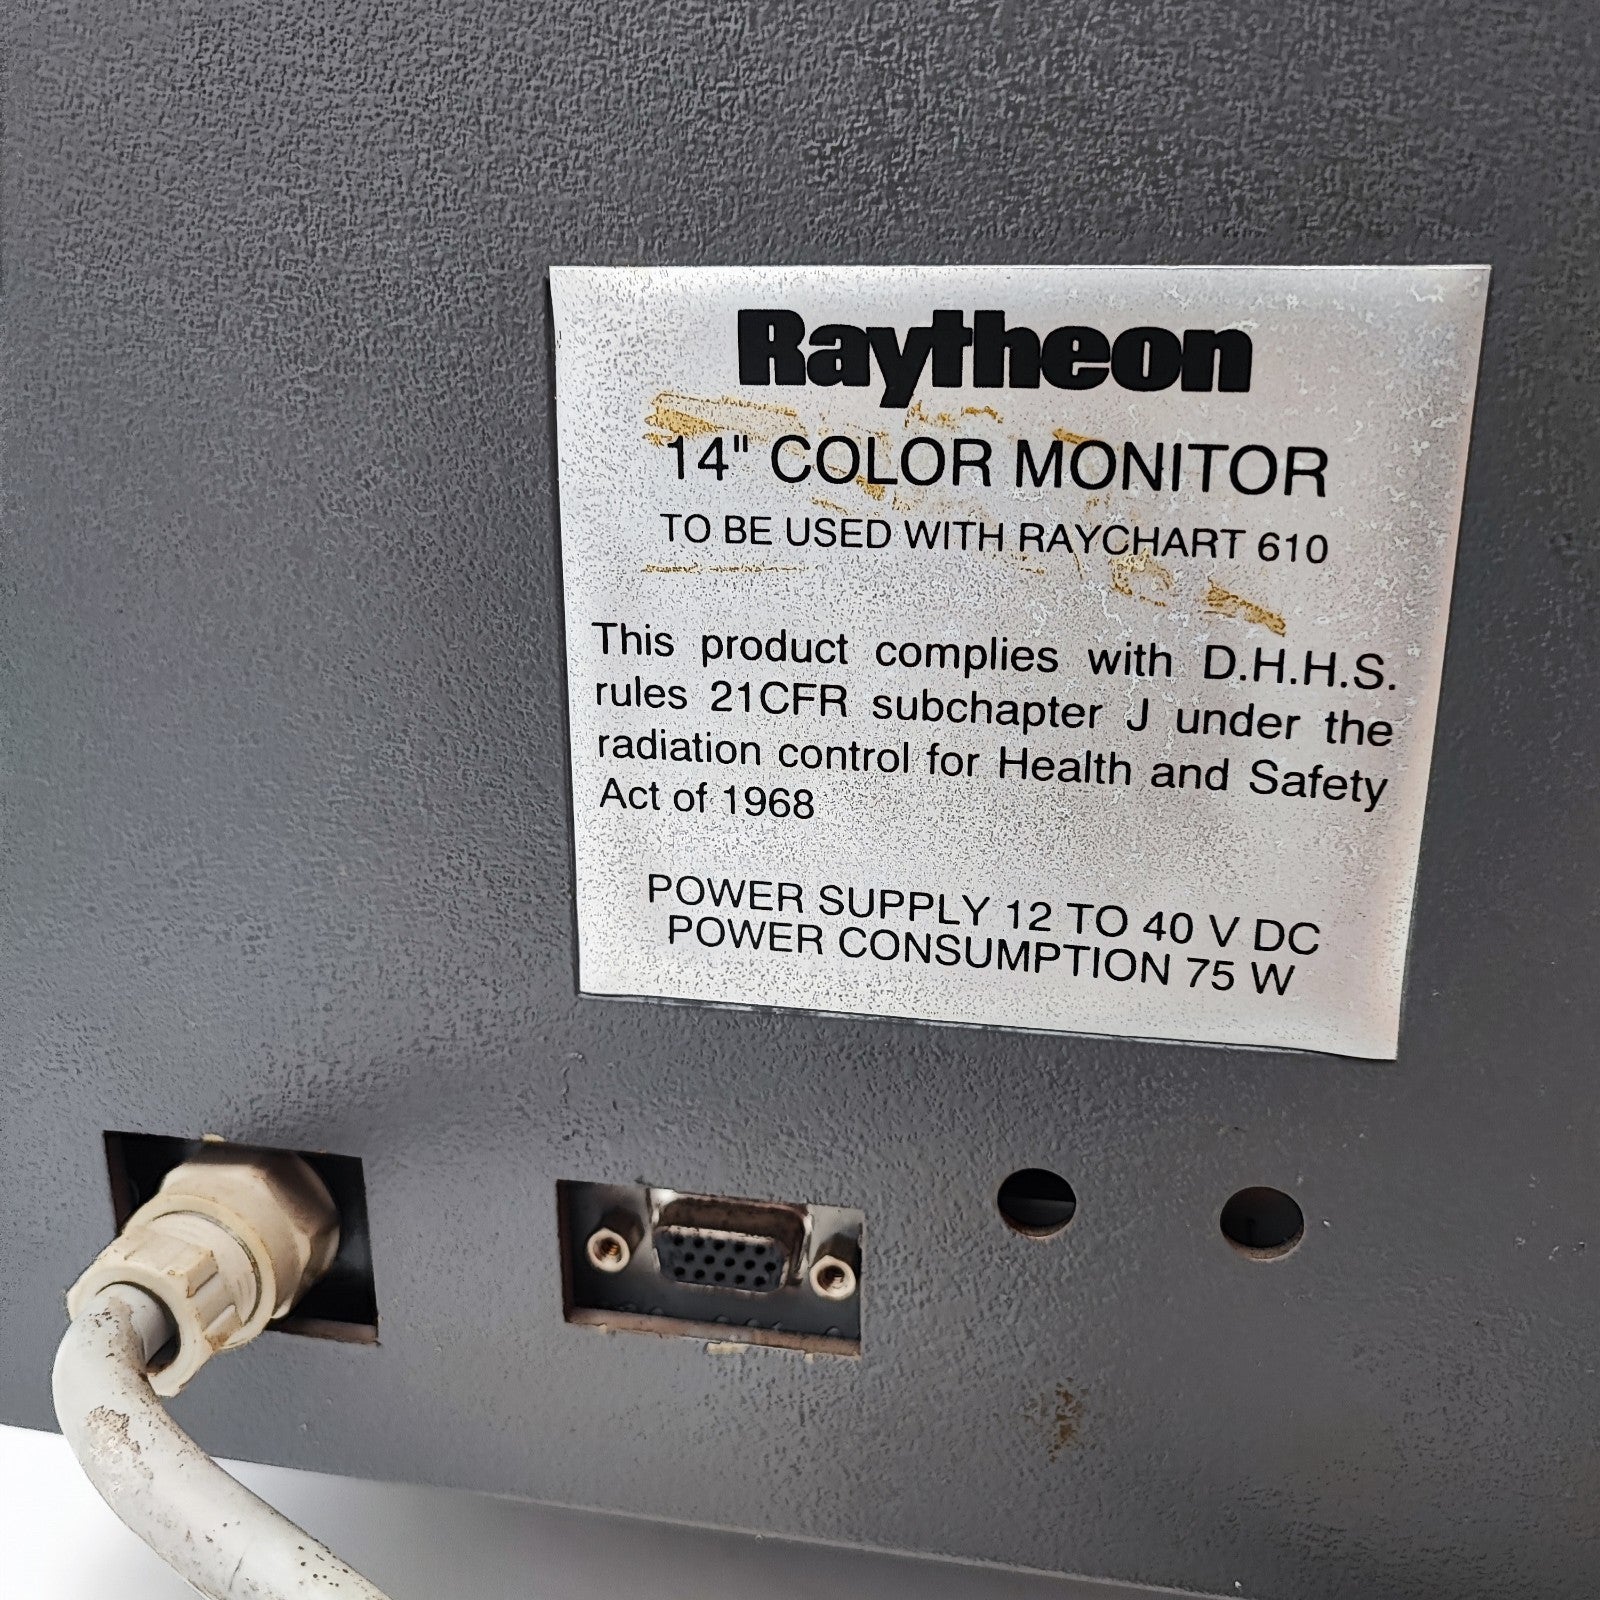 Raytheon
14" COLOR MONITOR
TO BE USED WITH RAYCHART 610
This product complies with D.H.H.S.
rules 21CFR subchapter J under the
radiation control for Health and Safety
Act of 1968
POWER SUPPLY 12 TO 40 V DC
POWER CONSUMPTION 75 W